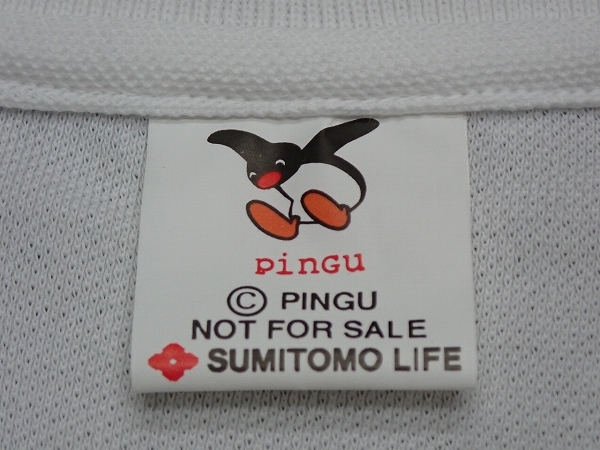 pinGu
© PINGU
NOT FOR SALE
SUMITOMO LIFE